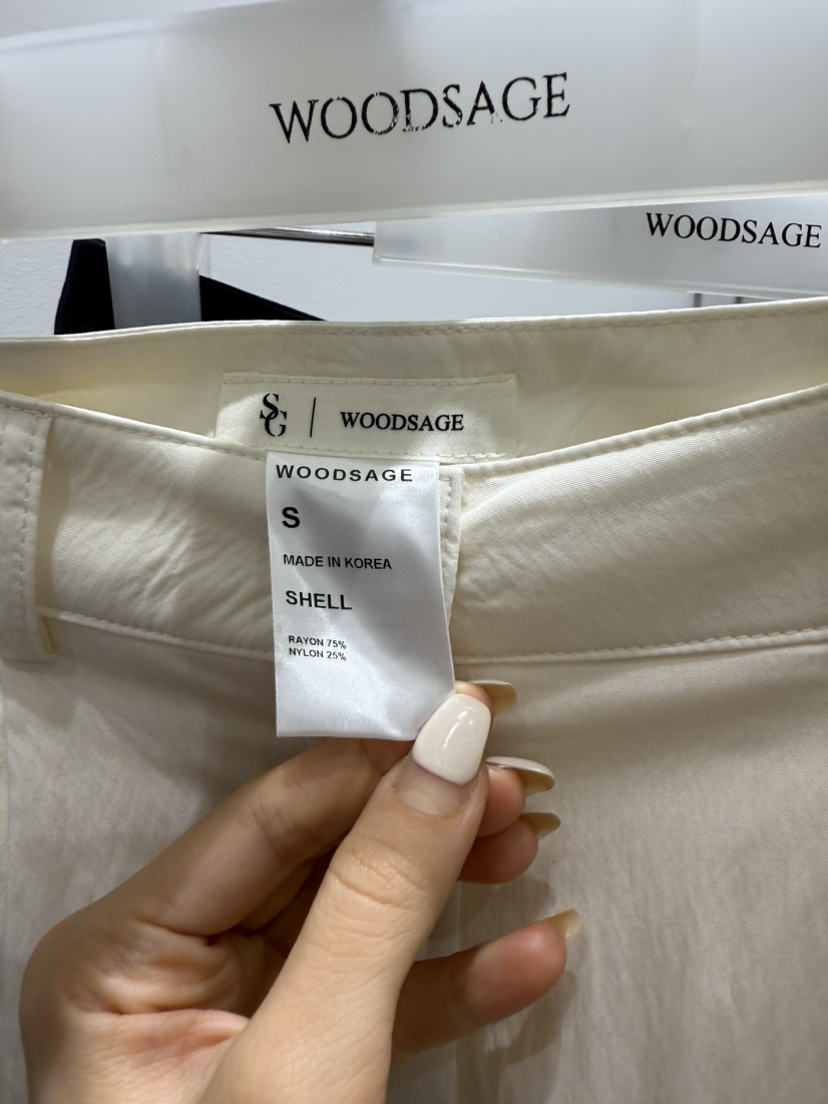 WOODSAGE
WOODSAGE
SG | WOODSAGE
WOODSAGE
S
MADE IN KOREA
SHELL
RAYON 75%
NYLON 25%